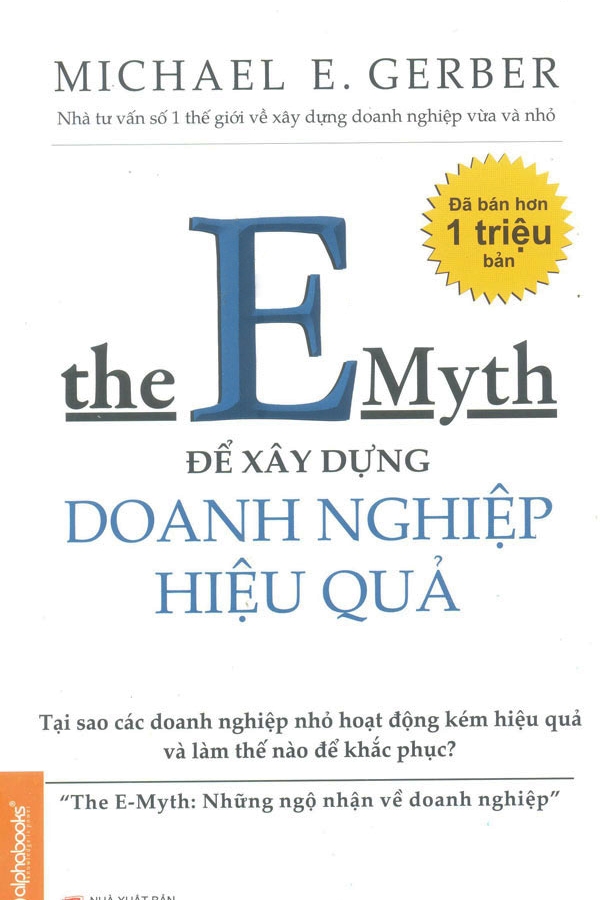 MICHAEL E. GERBER
Nhà tư vấn số 1 thế giới về xây dựng doanh nghiệp vừa và nhỏ
Đã bán hơn
1 triệu
bản
the E Myth
ĐỂ XÂY DỰNG
DOANH NGHIỆP
HIỆU QUẢ
Tại sao các doanh nghiệp nhỏ hoạt động kém hiệu quả
và làm thế nào để khắc phục?
“The E-Myth: Những ngộ nhận về doanh nghiệp”
alphabooks®
NHÀ XUẤT BẢN